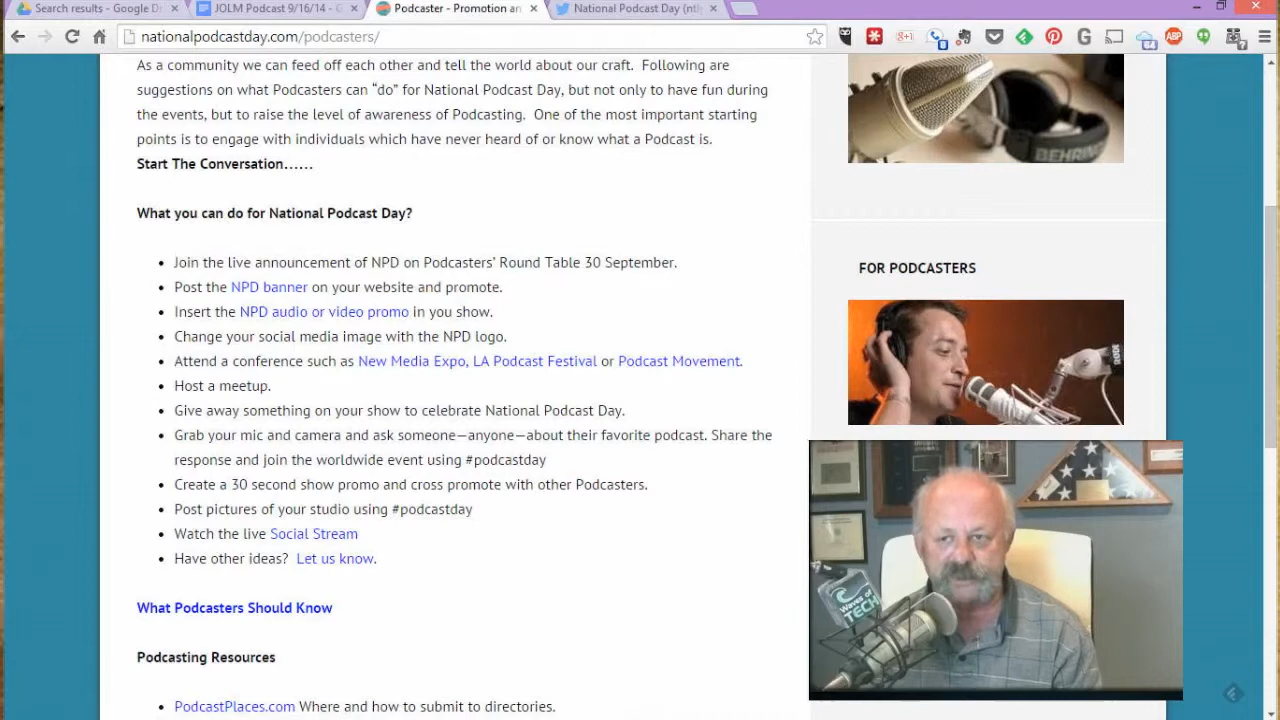 Search results - Google D
JOLM Podcast 9/16/14 - G
Podcaster - Promotion an
National Podcast Day (ntl
nationalpodcastday.com/podcasters/
As a community we can feed off each other and tell the world about our craft. Following are
suggestions on what Podcasters can “do” for National Podcast Day, but not only to have fun during
the events, but to raise the level of awareness of Podcasting. One of the most important starting
points is to engage with individuals which have never heard of or know what a Podcast is.
Start The Conversation……
What you can do for National Podcast Day?
• Join the live announcement of NPD on Podcasters’ Round Table 30 September.
• Post the NPD banner on your website and promote.
• Insert the NPD audio or video promo in you show.
• Change your social media image with the NPD logo.
• Attend a conference such as New Media Expo, LA Podcast Festival or Podcast Movement.
• Host a meetup.
• Give away something on your show to celebrate National Podcast Day.
• Grab your mic and camera and ask someone—anyone—about their favorite podcast. Share the
response and join the worldwide event using #podcastday
• Create a 30 second show promo and cross promote with other Podcasters.
• Post pictures of your studio using #podcastday
• Watch the live Social Stream
• Have other ideas? Let us know.
What Podcasters Should Know
Podcasting Resources
• PodcastPlaces.com Where and how to submit to directories.
BEHRING
FOR PODCASTERS
RODE
Waves of
TECH